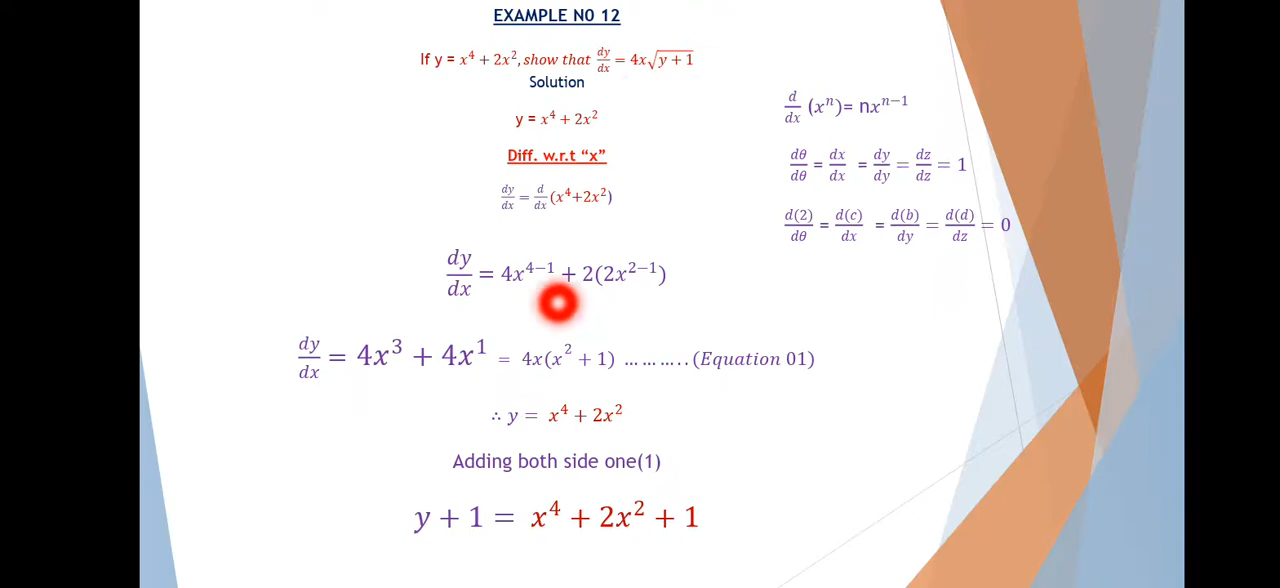 EXAMPLE NO 12
If y = x⁴ + 2x², show that dy/dx = 4x√(y + 1)
Solution
y = x⁴ + 2x²
Diff. w.r.t “x”
dy/dx = d/dx (x⁴+2x²)
dy/dx = 4x⁴⁻¹ + 2(2x²⁻¹)
dy/dx = 4x³ + 4x¹ = 4x(x² + 1) ……….. (Equation 01)
∴ y = x⁴ + 2x²
Adding both side one(1)
y + 1 = x⁴ + 2x² + 1
d/dx (xⁿ)= nxⁿ⁻¹
dθ/dθ = dx/dx = dy/dy = dz/dz = 1
d(2)/dθ = d(c)/dx = d(b)/dy = d(d)/dz = 0